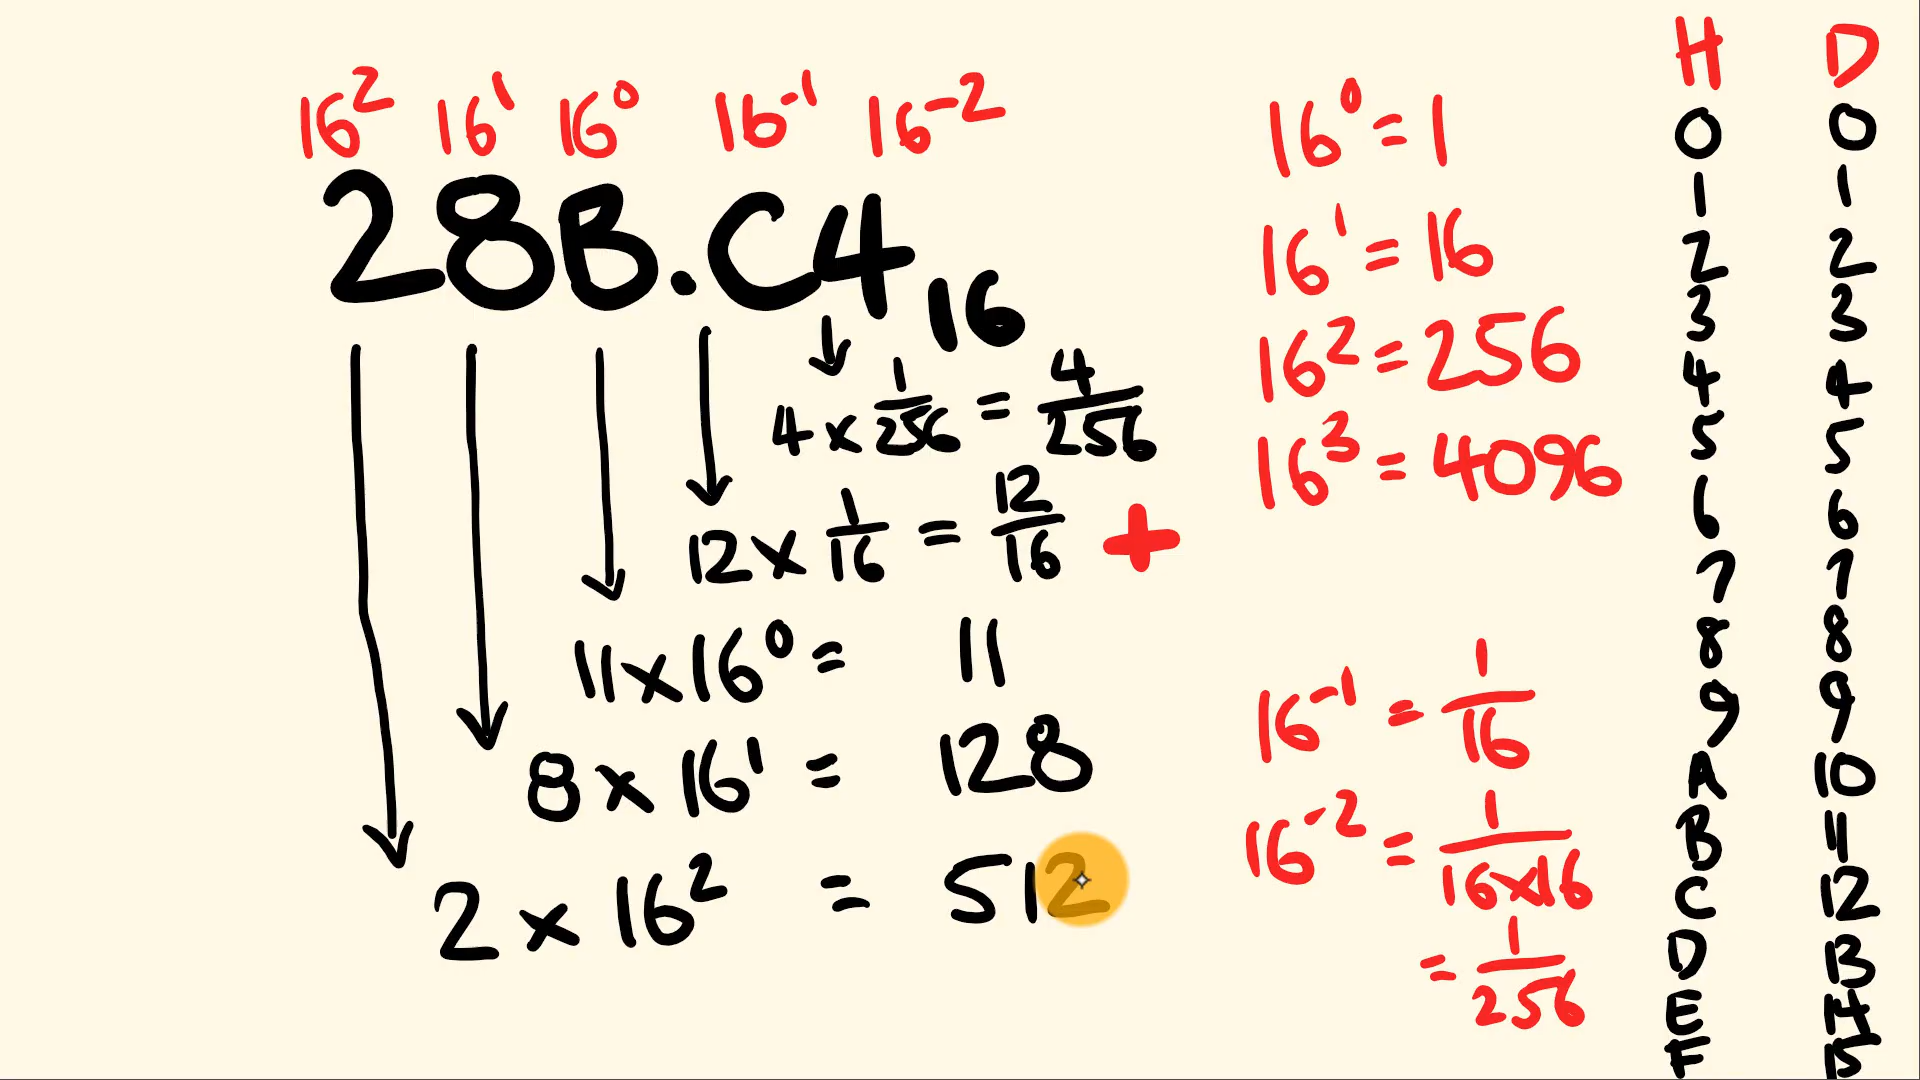 16² 16¹ 16⁰ 16⁻¹ 16⁻²
28B.C4₁₆
4 × 1/256 = 4/256
12 × 1/16 = 12/16 +
11 × 16⁰ = 11
8 × 16¹ = 128
2 × 16² = 512
16⁰ = 1
16¹ = 16
16² = 256
16³ = 4096
16⁻¹ = 1/16
16⁻² = 1/16×16
= 1/256
H D
0 0
1 1
2 2
3 3
4 4
5 5
6 6
7 7
8 8
9 9
A 10
B 11
C 12
D 13
E 14
F 15